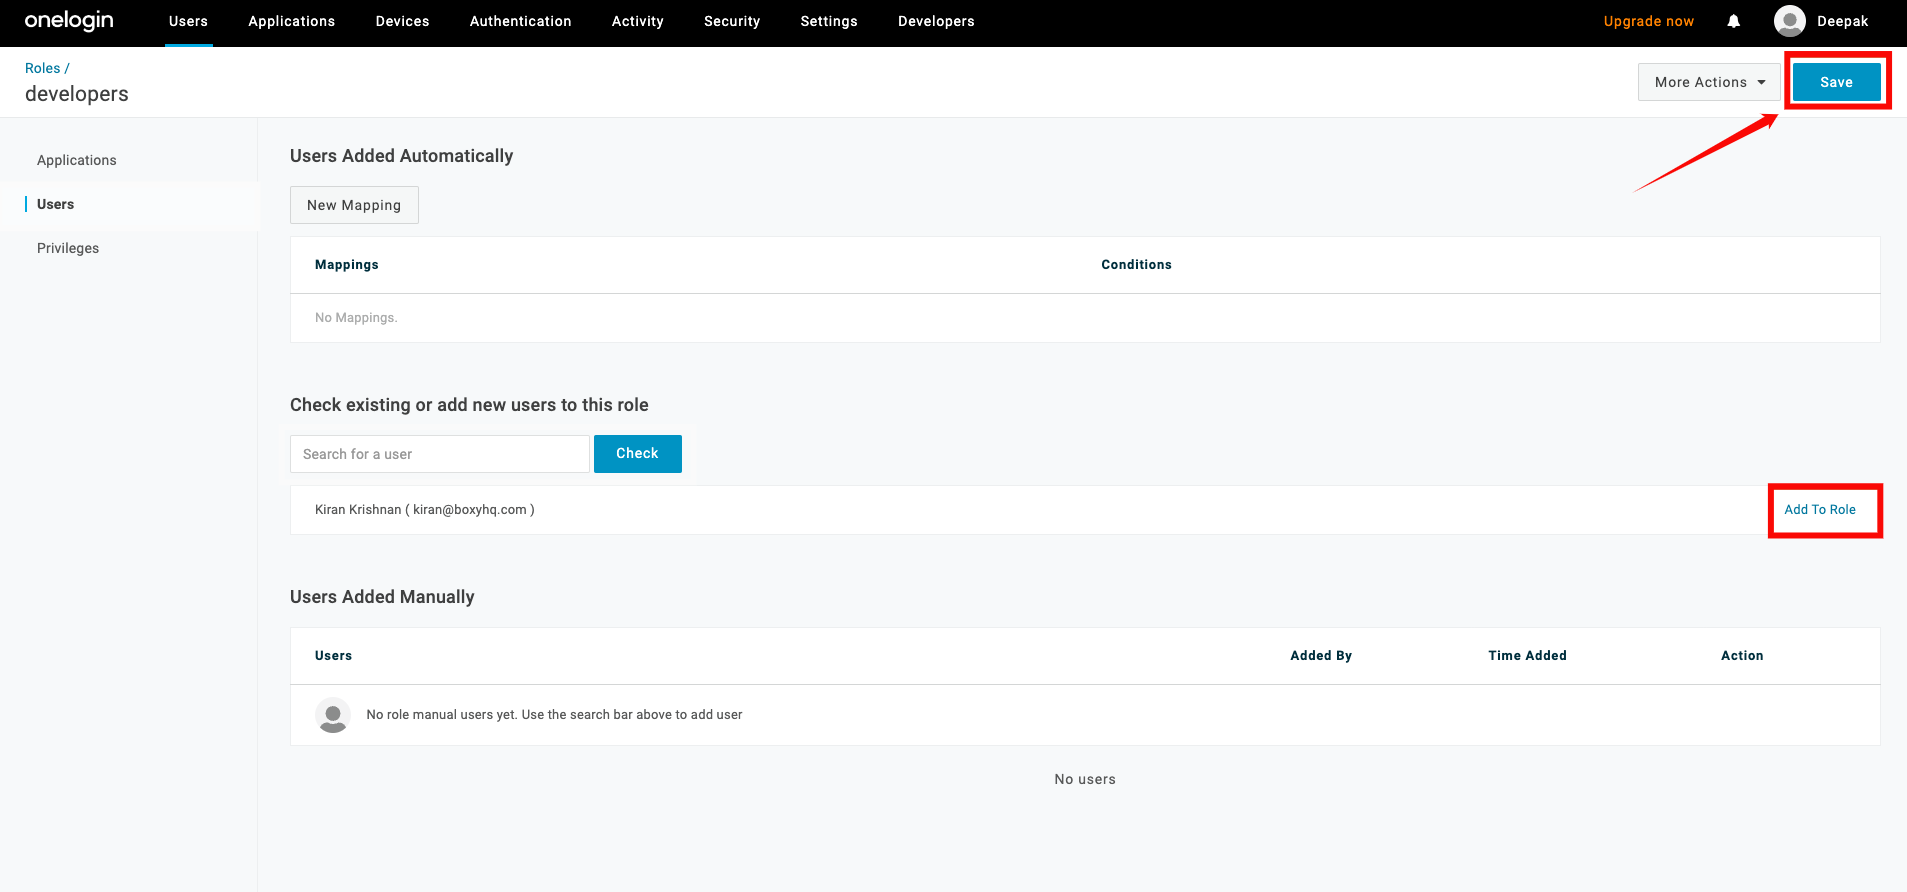 onelogin
Users Applications Devices Authentication Activity Security Settings Developers Upgrade now Deepak
Roles /
developers
More Actions Save
Applications
Users
Privileges
Users Added Automatically
New Mapping
Mappings Conditions
No Mappings.
Check existing or add new users to this role
Search for a user Check
Kiran Krishnan ( kiran@boxyhq.com ) Add To Role
Users Added Manually
Users Added By Time Added Action
No role manual users yet. Use the search bar above to add user
No users